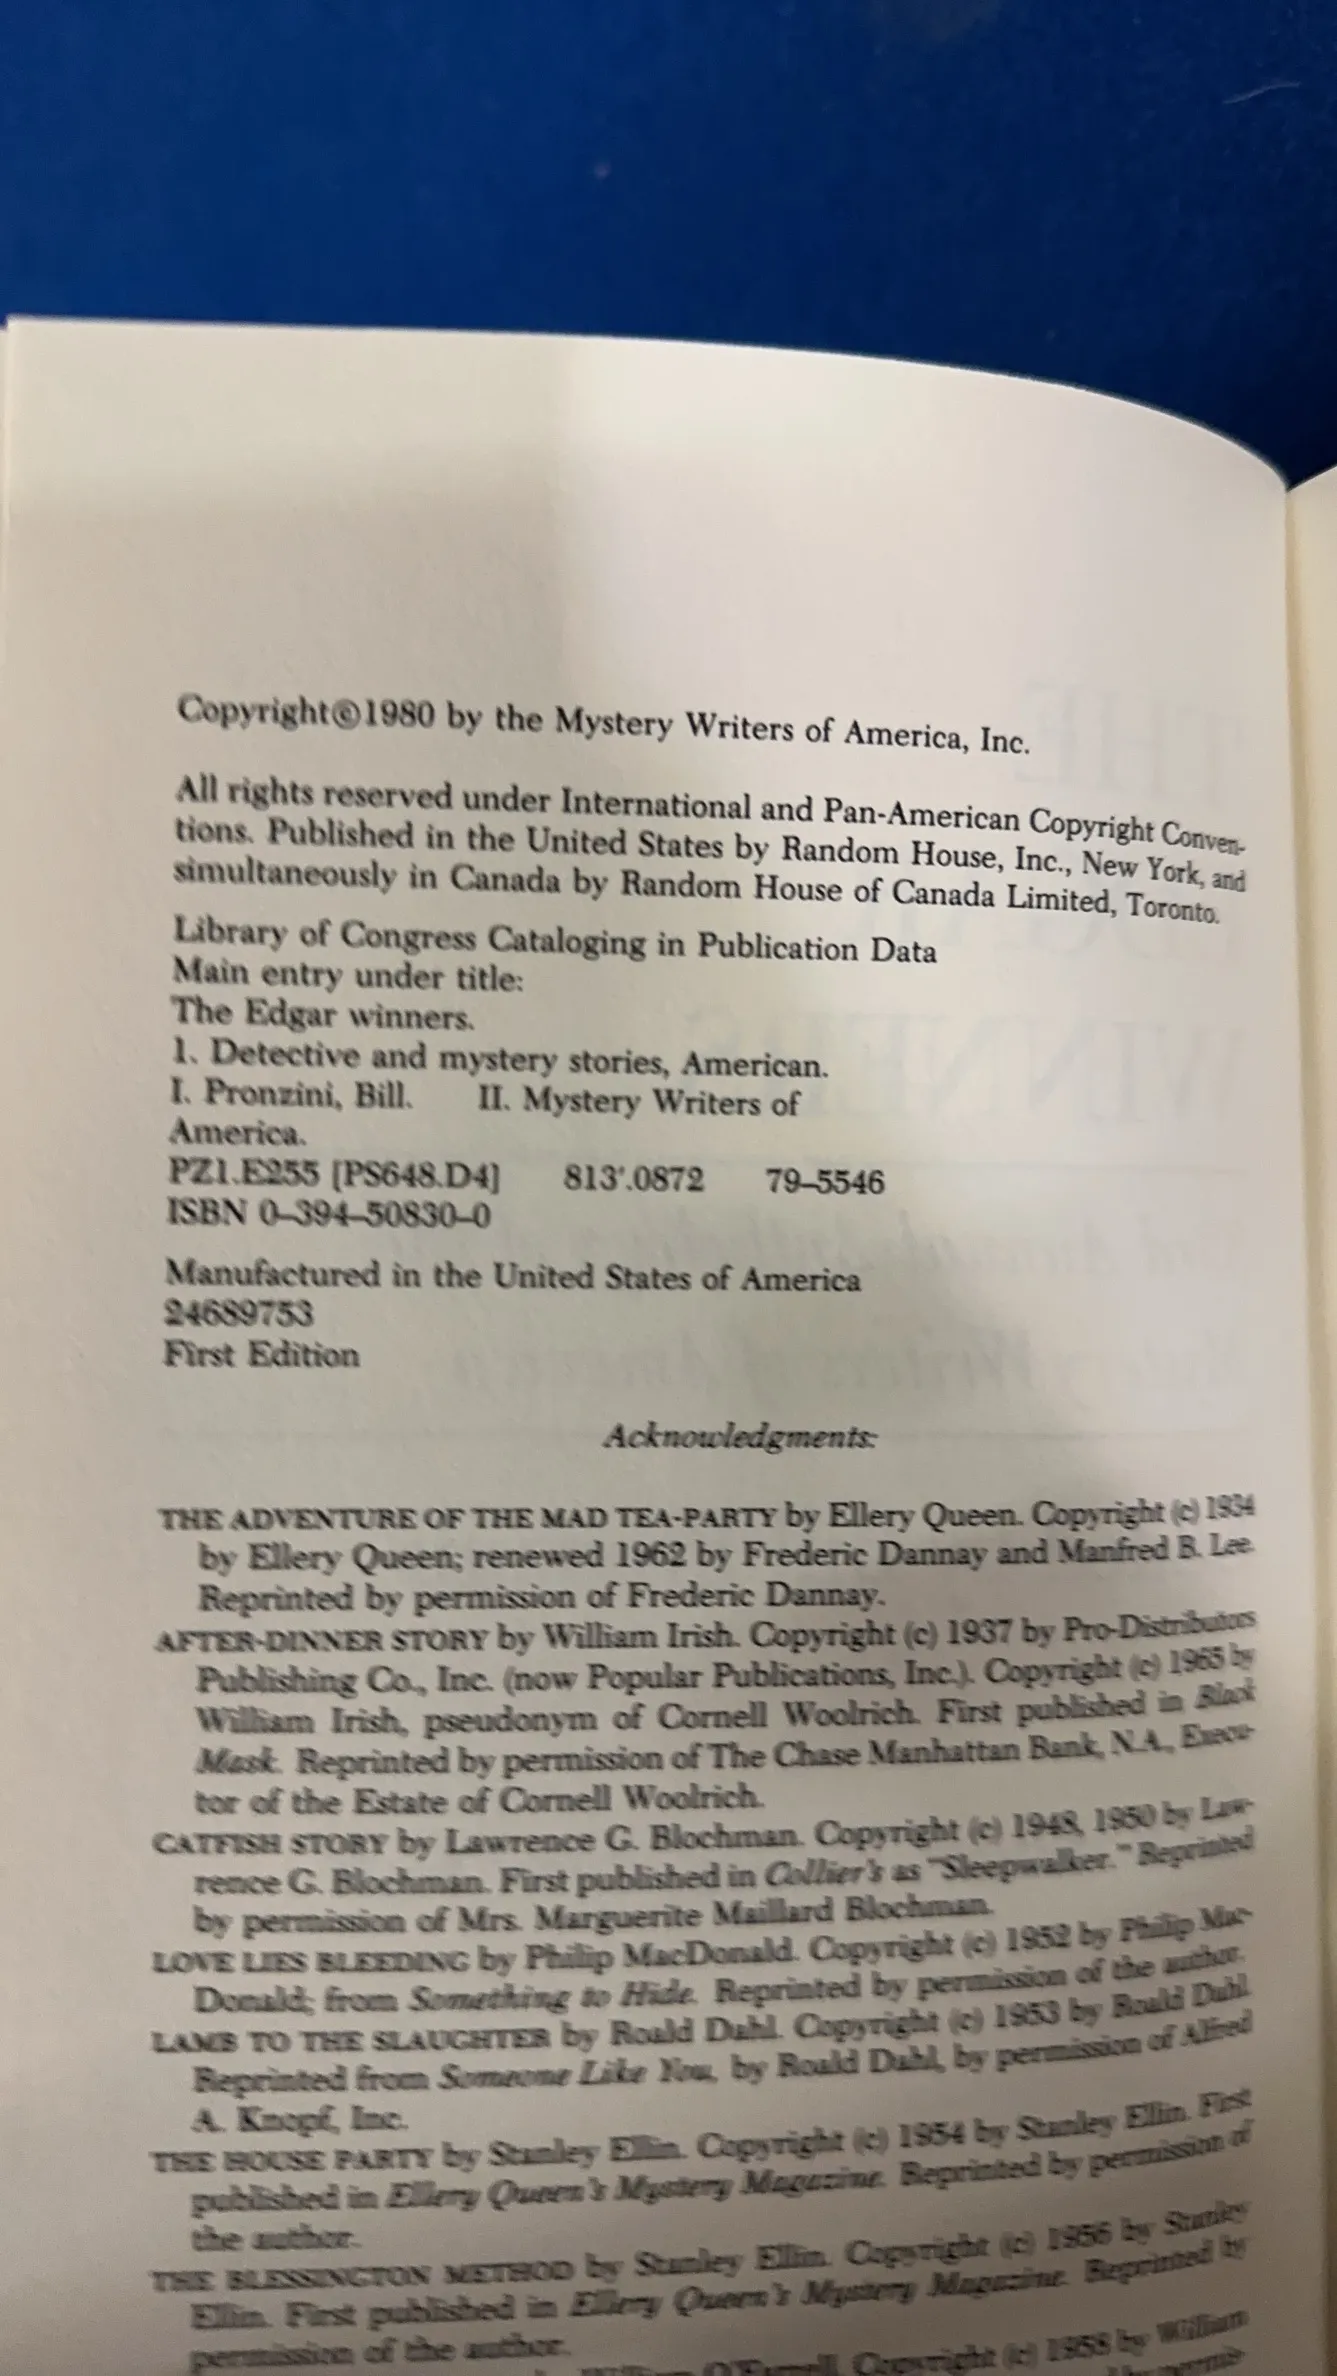 Copyright©1980 by the Mystery Writers of America, Inc.
All rights reserved under International and Pan-American Copyright Conven-
tions. Published in the United States by Random House, Inc., New York, and
simultaneously in Canada by Random House of Canada Limited, Toronto.
Library of Congress Cataloging in Publication Data
Main entry under title:
The Edgar winners.
1. Detective and mystery stories, American.
I. Pronzini, Bill. II. Mystery Writers of
America.
PZ1.E255 [PS648.D4] 813'.0872 79–5546
ISBN 0–394–50830–0
Manufactured in the United States of America
24689753
First Edition
Acknowledgments:
THE ADVENTURE OF THE MAD TEA-PARTY by Ellery Queen. Copyright (c) 1934
by Ellery Queen; renewed 1962 by Frederic Dannay and Manfred B. Lee.
Reprinted by permission of Frederic Dannay.
AFTER-DINNER STORY by William Irish. Copyright (c) 1937 by Pro-Distributors
Publishing Co., Inc. (now Popular Publications, Inc.). Copyright (c) 1965 by
William Irish, pseudonym of Cornell Woolrich. First published in Black
Mask. Reprinted by permission of The Chase Manhattan Bank, N.A., Execu-
tor of the Estate of Cornell Woolrich.
CATFISH STORY by Lawrence G. Blochman. Copyright (c) 1948, 1950 by Law-
rence G. Blochman. First published in Collier's as "Sleepwalker." Reprinted
by permission of Mrs. Marguerite Maillard Blochman.
LOVE LIES BLEEDING by Philip MacDonald. Copyright (c) 1952 by Philip Mac-
Donald; from Something to Hide. Reprinted by permission of the author.
LAMB TO THE SLAUGHTER by Roald Dahl. Copyright (c) 1953 by Roald Dahl.
Reprinted from Someone Like You, by Roald Dahl, by permission of Alfred
A. Knopf, Inc.
THE HOUSE PARTY by Stanley Ellin. Copyright (c) 1954 by Stanley Ellin. First
published in Ellery Queen's Mystery Magazine. Reprinted by permission of
the author.
THE BLESSINGTON METHOD by Stanley Ellin. Copyright (c) 1956 by Stanley
Ellin. First published in Ellery Queen's Mystery Magazine. Reprinted by
permission of the author.
William O'Farrell. Copyright (c) 1958 by William